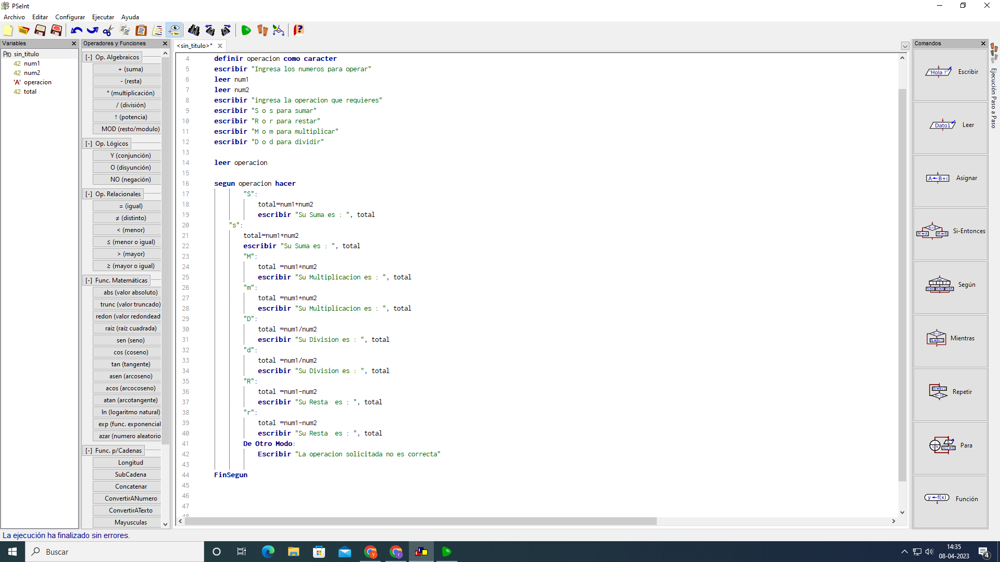 PSeInt
Archivo Editar Configurar Ejecutar Ayuda
Variables
Operadores y Funciones
<sin_titulo>*
Comandos
sin_titulo
42 num1
42 num2
'A' operacion
42 total
[-] Op. Algebraicos
+ (suma)
- (resta)
* (multiplicación)
/ (división)
↑ (potencia)
MOD (resto/modulo)
[-] Op. Lógicos
Y (conjunción)
O (disyunción)
NO (negación)
[-] Op. Relacionales
= (igual)
≠ (distinto)
< (menor)
≤ (menor o igual)
> (mayor)
≥ (mayor o igual)
[-] Func. Matemáticas
abs (valor absoluto)
trunc (valor truncado)
redon (valor redondead
raiz (raíz cuadrada)
sen (seno)
cos (coseno)
tan (tangente)
asen (arcoseno)
acos (arcocoseno)
atan (arcotangente)
ln (logaritmo natural)
exp (func. exponencial
azar (numero aleatorio
[-] Func. p/Cadenas
Longitud
SubCadena
Concatenar
ConvertirANumero
ConvertirATexto
Mayusculas
4 definir operacion como caracter
5 escribir "Ingresa los numeros para operar"
6 leer num1
7 leer num2
8 escribir "ingresa la operacion que requieres"
9 escribir "S o s para sumar"
10 escribir "R o r para restar"
11 escribir "M o m para multiplicar"
12 escribir "D o d para dividir"
13
14 leer operacion
15
16 segun operacion hacer
17 "S":
18 total=num1+num2
19 escribir "Su Suma es : ", total
20 "s":
21 total=num1+num2
22 escribir "Su Suma es : ", total
23 "M":
24 total =num1*num2
25 escribir "Su Multiplicacion es : ", total
26 "m":
27 total =num1*num2
28 escribir "Su Multiplicacion es : ", total
29 "D":
30 total =num1/num2
31 escribir "Su Division es : ", total
32 "d":
33 total =num1/num2
34 escribir "Su Division es : ", total
35 "R":
36 total =num1-num2
37 escribir "Su Resta  es : ", total
38 "r":
39 total =num1-num2
40 escribir "Su Resta  es : ", total
41 De Otro Modo:
42 Escribir "La operacion solicitada no es correcta"
43
44 FinSegun
45
46
47
48
'Hola !' Escribir
Dato1 Leer
A←B+i Asignar
Si-Entonces
Según
Mientras
Repetir
Para
y←f(x) Función
Ejecución Paso a Paso
La ejecución ha finalizado sin errores.
Buscar
14:35
08-04-2023
4